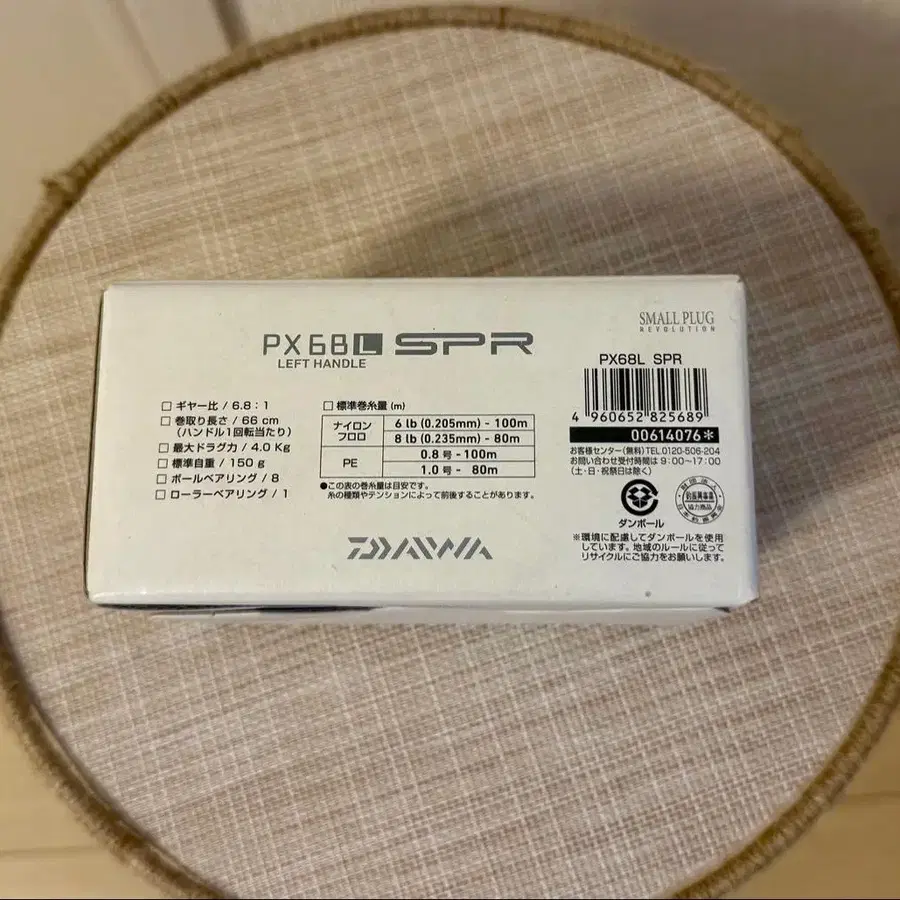 PX68L SPR
LEFT HANDLE
□ ギヤー比 / 6.8 : 1
□ 巻取り長さ / 66 cm
(ハンドル1回転当たり)
□ 最大ドラグ力 / 4.0 Kg
□ 標準自重 / 150 g
□ ボールベアリング / 8
□ ローラーベアリング / 1
□ 標準巻糸量 (m)
ナイロン
フロロ
6 lb (0.205mm) - 100m
8 lb (0.235mm) - 80m
PE
0.8 号 - 100m
1.0 号 - 80m
●この表の巻糸量は目安です。
糸の種類やテンションによって前後することがあります。
DAIWA
SMALL PLUG
REVOLUTION
PX68L SPR
4 960652 825689
00614076*
お客様センター(無料)TEL.0120-506-204
お問い合わせ受付時間は 9:00~17:00
(土・日・祝祭日は除く)
ダンボール
協力商品
※環境に配慮してダンボールを使用
しています。地域のルールに従って
リサイクルにご協力をお願いします。